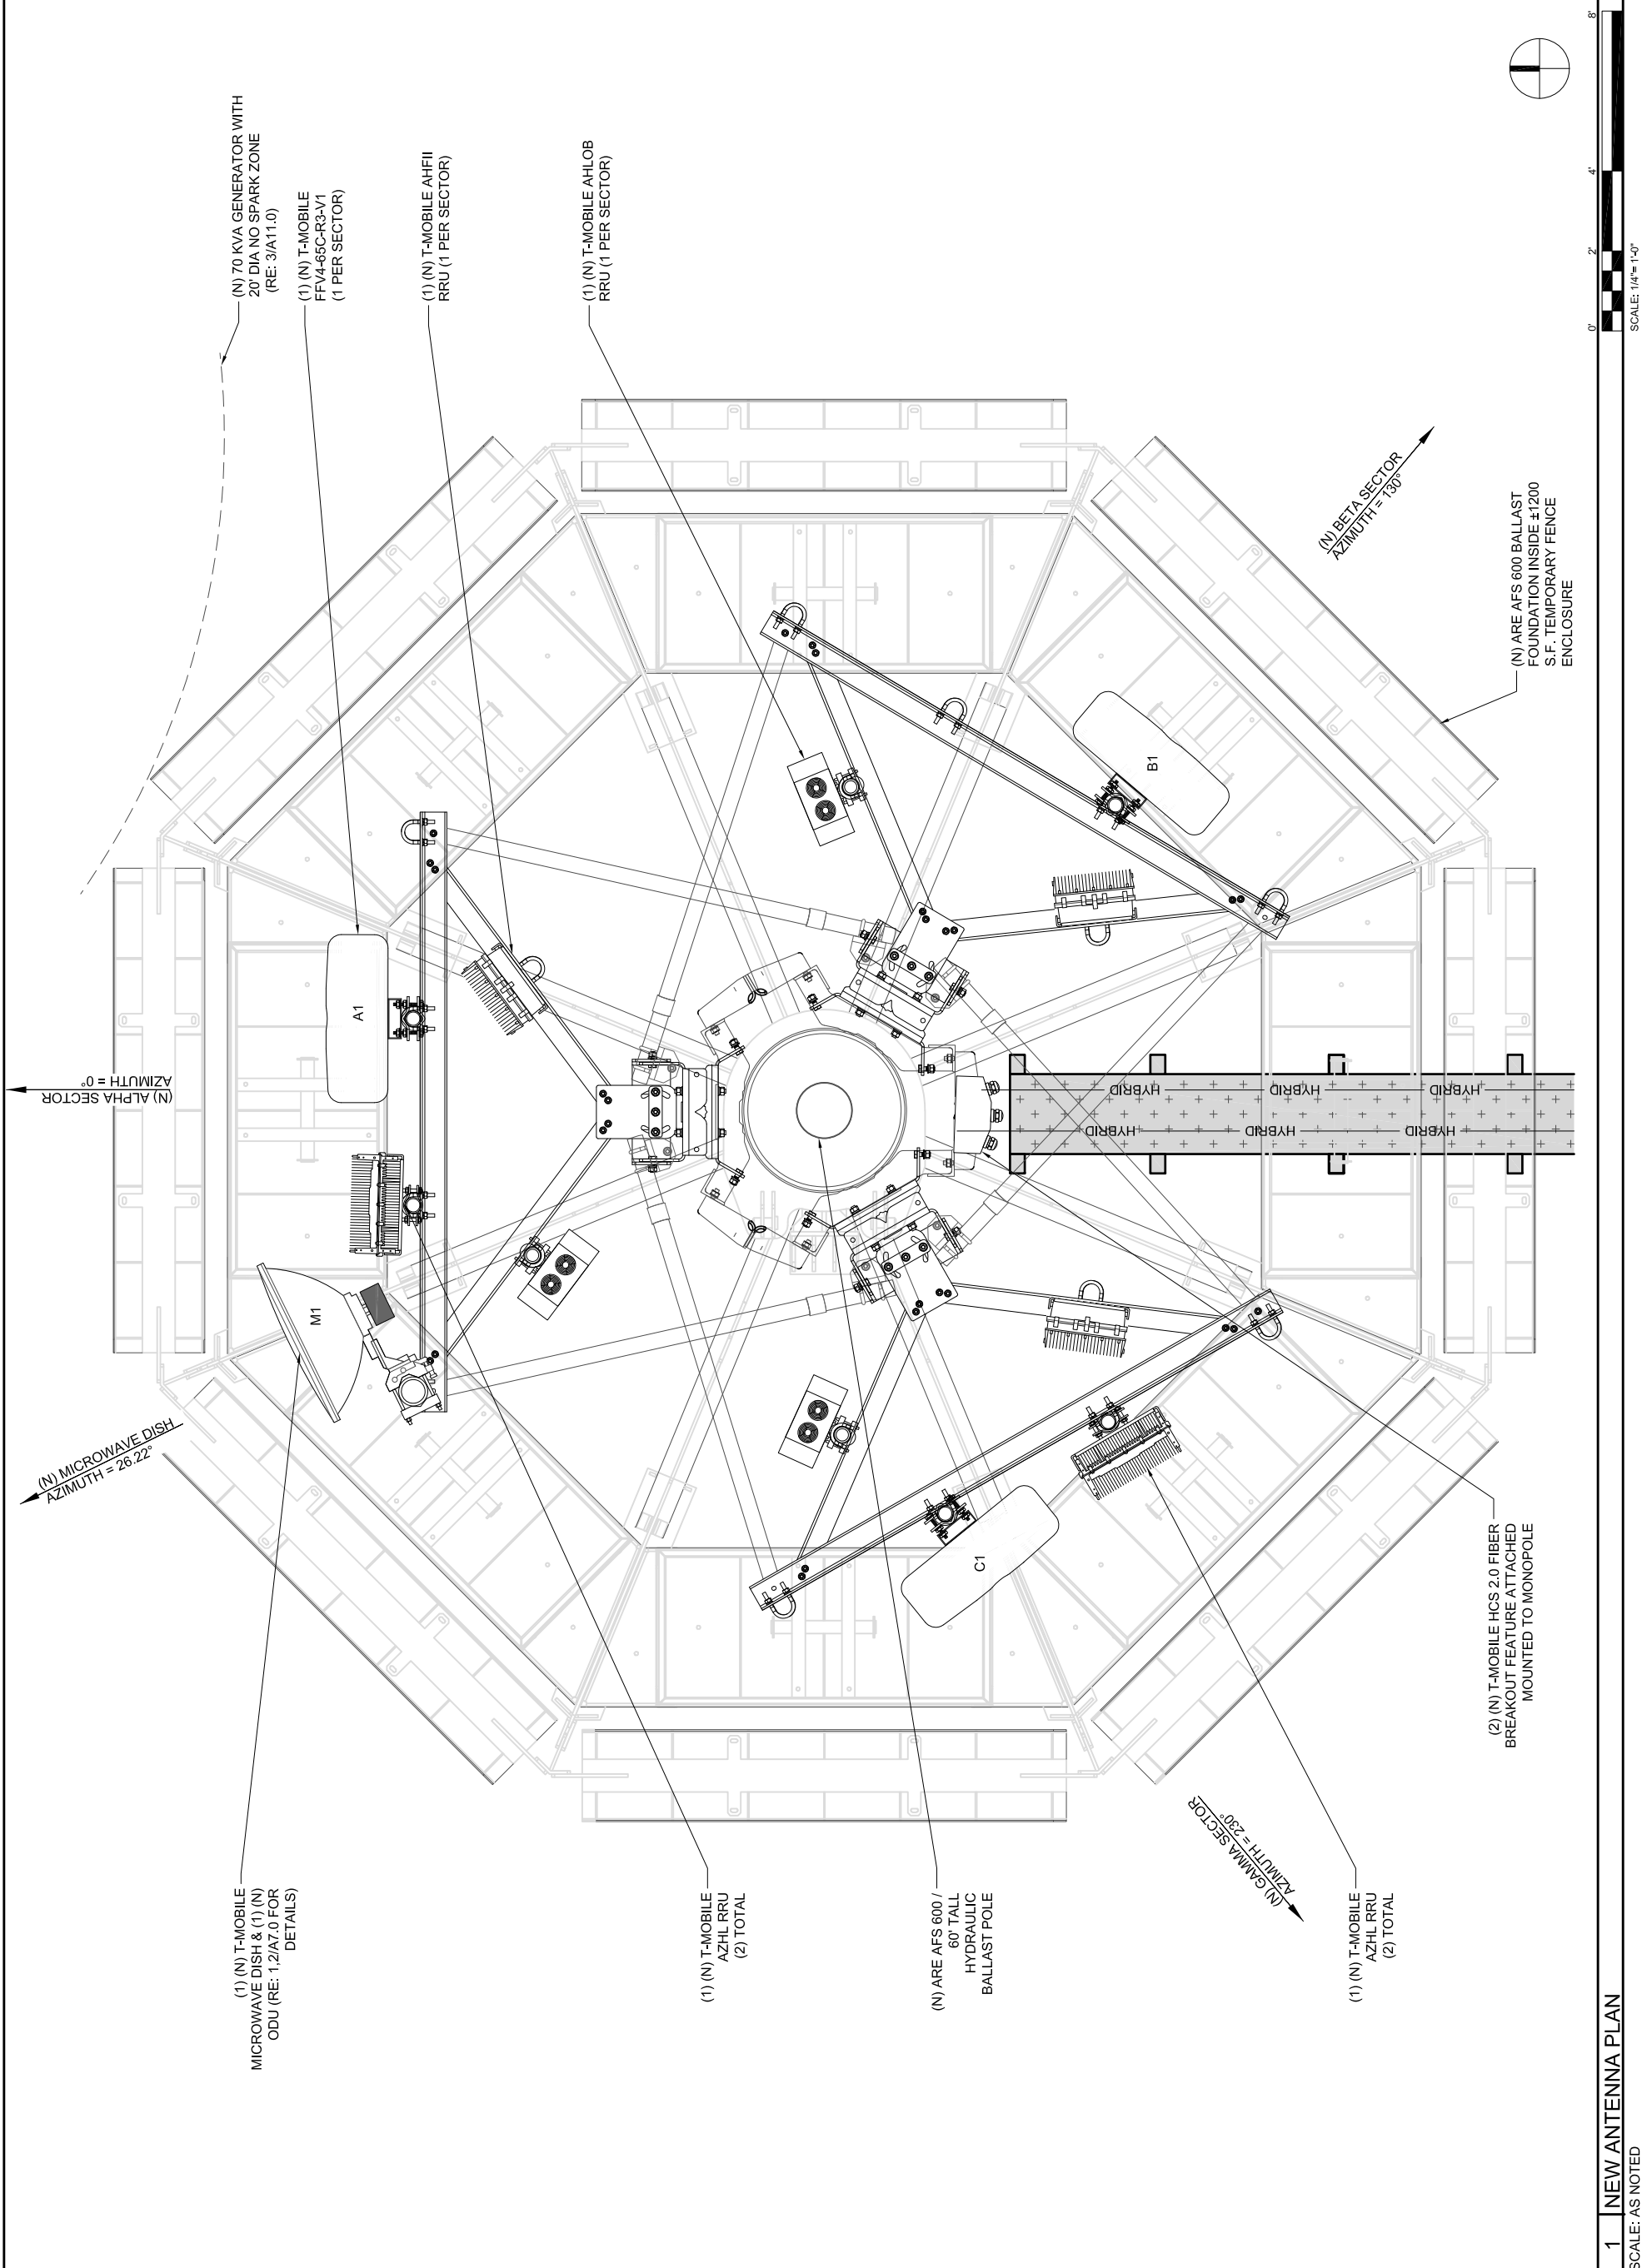 (N) MICROWAVE DISH
AZIMUTH = 26.22°
(N) ALPHA SECTOR
AZIMUTH = 0°
(N) 70 KVA GENERATOR WITH
20' DIA NO SPARK ZONE
(RE: 3/A11.0)
(1) (N) T-MOBILE
FFV4-65C-R3-V1
(1 PER SECTOR)
(1) (N) T-MOBILE AHFII
RRU (1 PER SECTOR)
(1) (N) T-MOBILE AHLOB
RRU (1 PER SECTOR)
(1) (N) T-MOBILE
MICROWAVE DISH & (1) (N)
ODU (RE: 1,2/A7.0 FOR
DETAILS)
M1
A1
(1) (N) T-MOBILE
AZHL RRU
(2) TOTAL
(N) ARE AFS 600 /
60' TALL
HYDRAULIC
BALLAST POLE
C1
B1
HYBRID
HYBRID
HYBRID
HYBRID
HYBRID
HYBRID
(N) BETA SECTOR
AZIMUTH = 130°
(N) GAMMA SECTOR
AZIMUTH = 230°
(1) (N) T-MOBILE
AZHL RRU
(2) TOTAL
(2) (N) T-MOBILE HCS 2.0 FIBER
BREAKOUT FEATURE ATTACHED
MOUNTED TO MONOPOLE
(N) ARE AFS 600 BALLAST
FOUNDATION INSIDE ±1200
S.F. TEMPORARY FENCE
ENCLOSURE
1 NEW ANTENNA PLAN
SCALE: AS NOTED
0' 2' 4' 8'
SCALE: 1/4"= 1'-0"